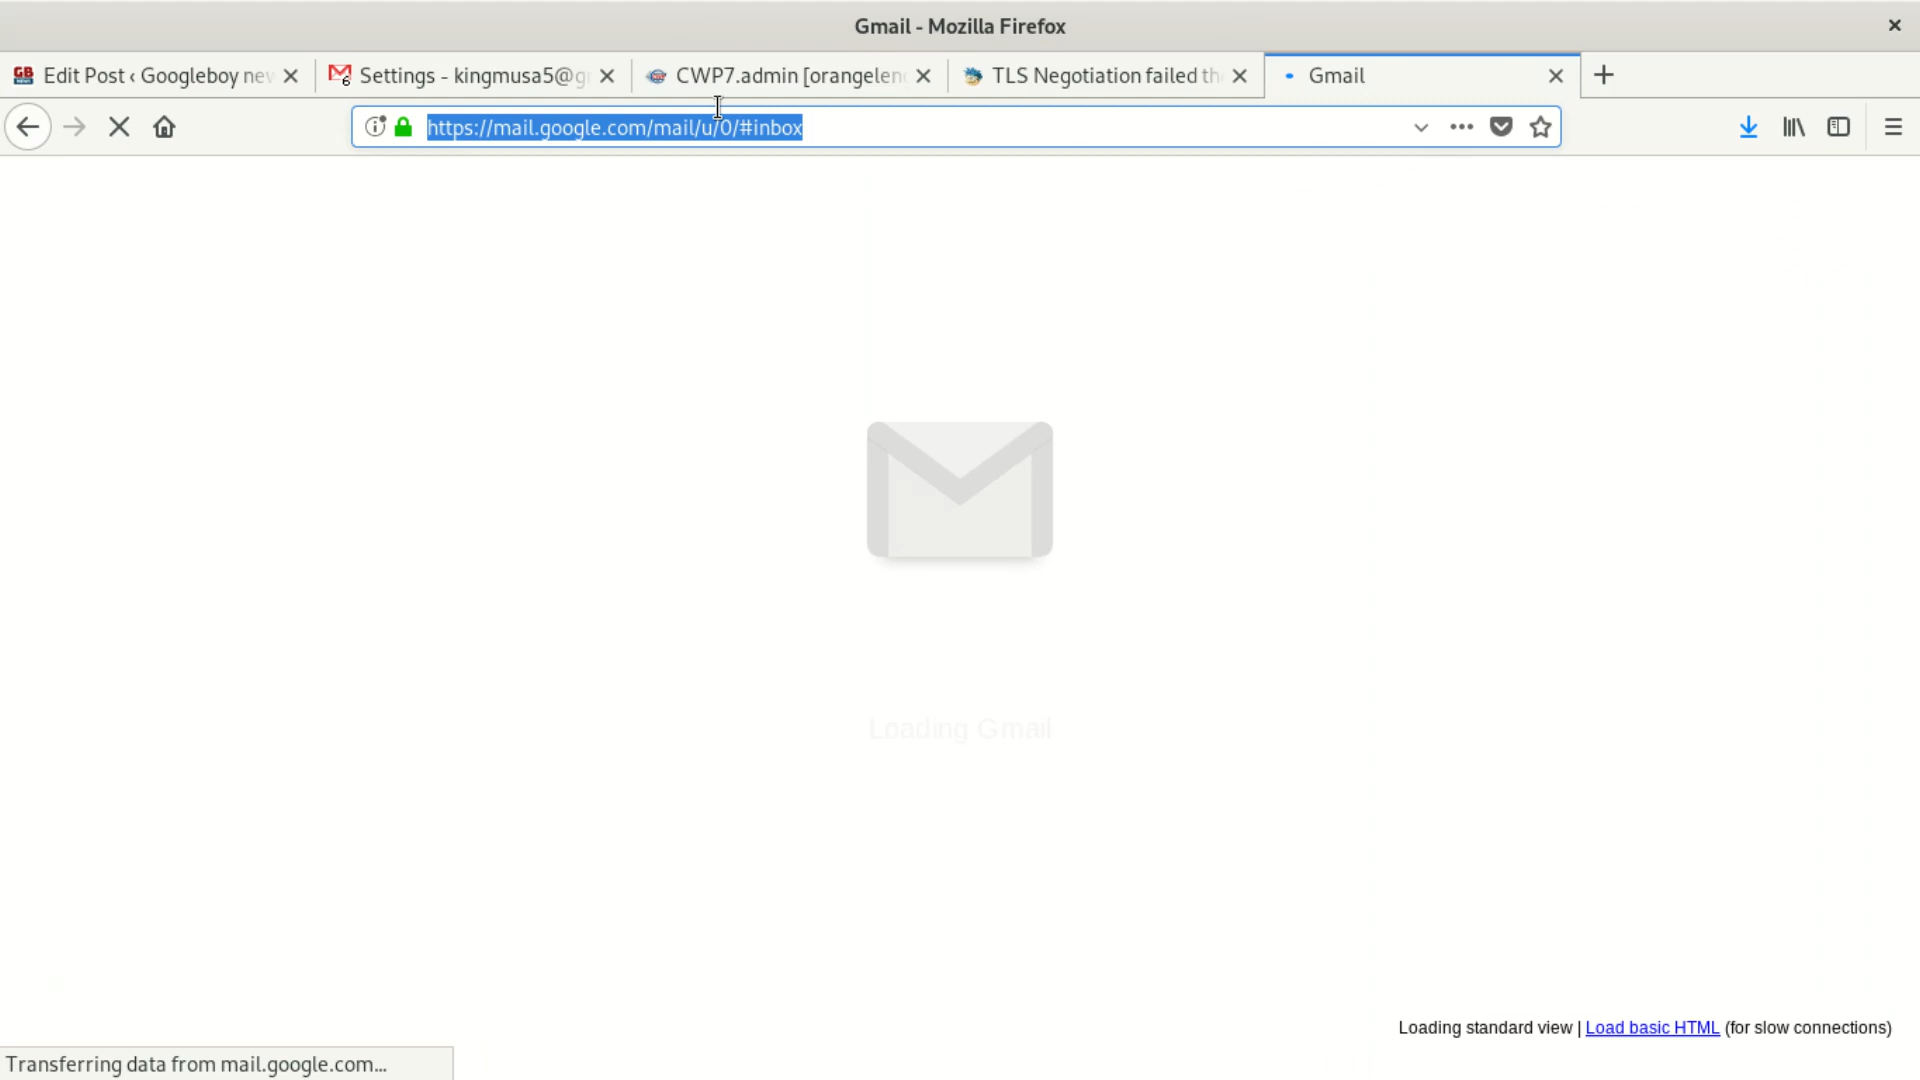 Gmail - Mozilla Firefox
Edit Post ‹ Googleboy nev
Settings - kingmusa5@g
CWP7.admin [orangelen
TLS Negotiation failed th
Gmail
https://mail.google.com/mail/u/0/#inbox
Loading Gmail
Loading standard view | Load basic HTML (for slow connections)
Transferring data from mail.google.com...